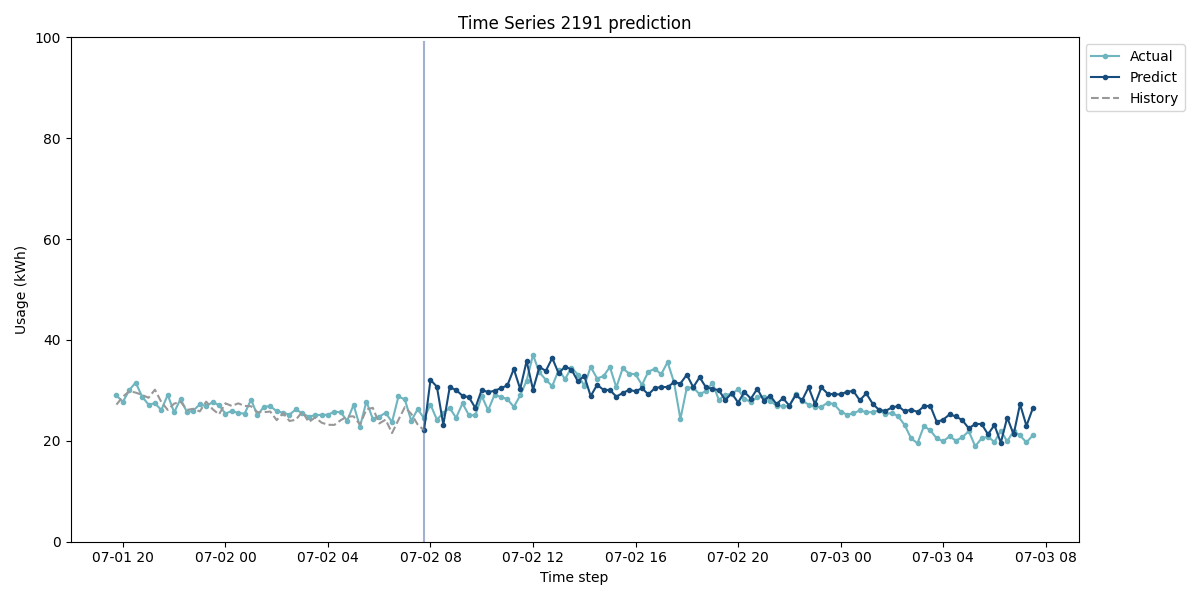 Time Series 2191 prediction
Usage (kWh)
100
80
60
40
20
0
07-01 20
07-02 00
07-02 04
07-02 08
07-02 12
07-02 16
07-02 20
07-03 00
07-03 04
07-03 08
Time step
Actual
Predict
History